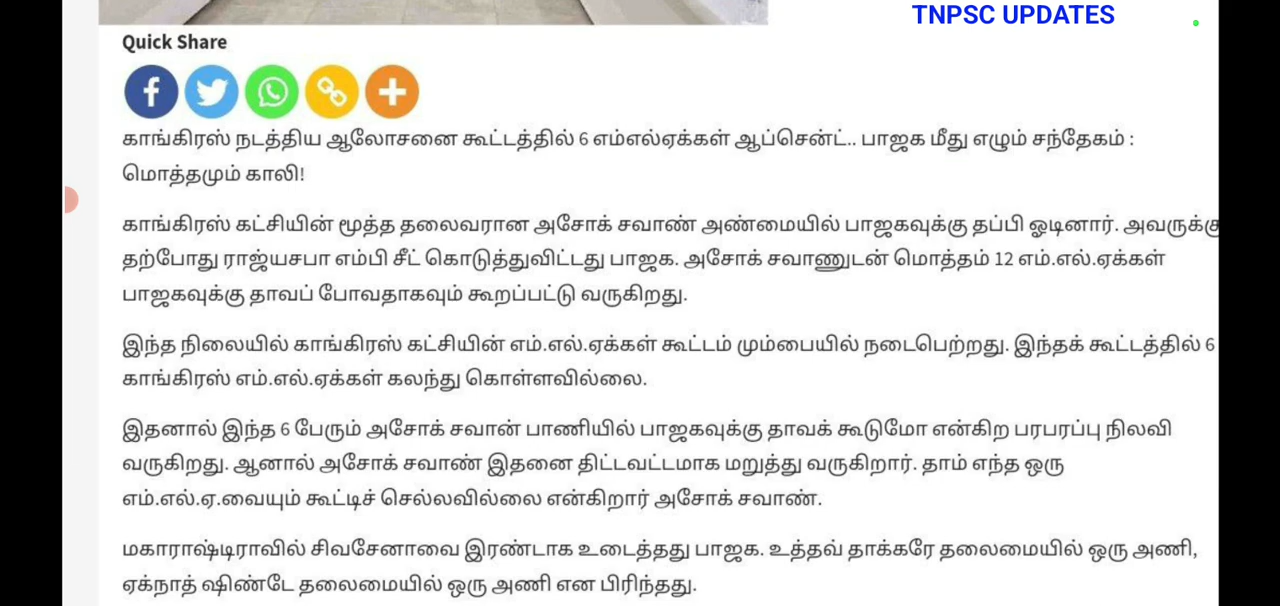 TNPSC UPDATES
Quick Share
காங்கிரஸ் நடத்திய ஆலோசனை கூட்டத்தில் 6 எம்எல்ஏக்கள் ஆப்சென்ட்.. பாஜக மீது எழும் சந்தேகம் :
மொத்தமும் காலி!
காங்கிரஸ் கட்சியின் மூத்த தலைவரான அசோக் சவாண் அண்மையில் பாஜகவுக்கு தப்பி ஓடினார். அவருக்கு
தற்போது ராஜ்யசபா எம்பி சீட் கொடுத்துவிட்டது பாஜக. அசோக் சவாணுடன் மொத்தம் 12 எம்.எல்.ஏக்கள்
பாஜகவுக்கு தாவப் போவதாகவும் கூறப்பட்டு வருகிறது.
இந்த நிலையில் காங்கிரஸ் கட்சியின் எம்.எல்.ஏக்கள் கூட்டம் மும்பையில் நடைபெற்றது. இந்தக் கூட்டத்தில் 6
காங்கிரஸ் எம்.எல்.ஏக்கள் கலந்து கொள்ளவில்லை.
இதனால் இந்த 6 பேரும் அசோக் சவான் பாணியில் பாஜகவுக்கு தாவக் கூடுமோ என்கிற பரபரப்பு நிலவி
வருகிறது. ஆனால் அசோக் சவாண் இதனை திட்டவட்டமாக மறுத்து வருகிறார். தாம் எந்த ஒரு
எம்.எல்.ஏ.வையும் கூட்டிச் செல்லவில்லை என்கிறார் அசோக் சவாண்.
மகாராஷ்டிராவில் சிவசேனாவை இரண்டாக உடைத்தது பாஜக. உத்தவ் தாக்கரே தலைமையில் ஒரு அணி,
ஏக்நாத் ஷிண்டே தலைமையில் ஒரு அணி என பிரிந்தது.